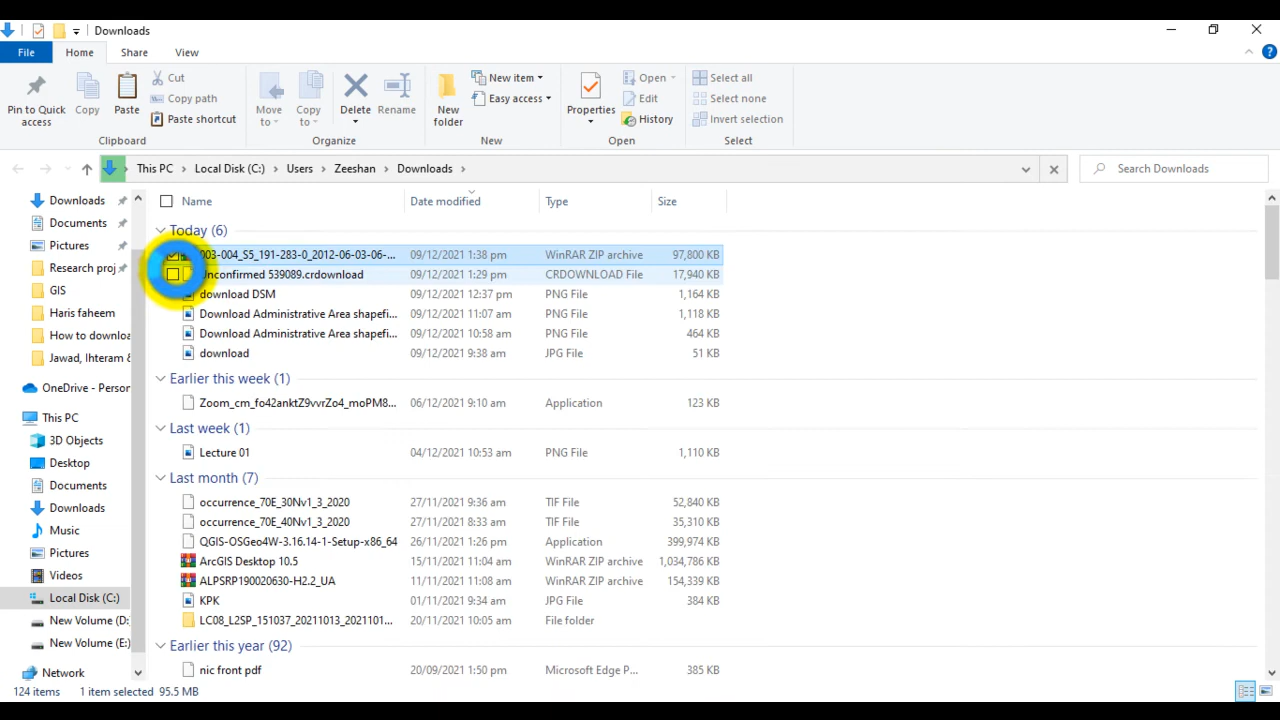 Downloads
File Home Share View
Pin to Quick access
Copy
Paste
Cut
Copy path
Paste shortcut
Clipboard
Move to
Copy to
Delete
Rename
Organize
New folder
New item
Easy access
New
Properties
Open
Edit
History
Open
Select all
Select none
Invert selection
Select
This PC > Local Disk (C:) > Users > Zeeshan > Downloads >
Search Downloads
Downloads
Documents
Pictures
Research proj
GIS
Haris faheem
How to downloa
Jawad, Ihteram &
OneDrive - Person
This PC
3D Objects
Desktop
Documents
Downloads
Music
Pictures
Videos
Local Disk (C:)
New Volume (D:
New Volume (E:)
Network
Name Date modified Type Size
Today (6)
003-004_S5_191-283-0_2012-06-03-06-... 09/12/2021 1:38 pm WinRAR ZIP archive 97,800 KB
Unconfirmed 539089.crdownload 09/12/2021 1:29 pm CRDOWNLOAD File 17,940 KB
download DSM 09/12/2021 12:37 pm PNG File 1,164 KB
Download Administrative Area shapefi... 09/12/2021 11:07 am PNG File 1,118 KB
Download Administrative Area shapefi... 09/12/2021 10:58 am PNG File 464 KB
download 09/12/2021 9:38 am JPG File 51 KB
Earlier this week (1)
Zoom_cm_fo42anktZ9vvrZo4_moPM8... 06/12/2021 9:10 am Application 123 KB
Last week (1)
Lecture 01 04/12/2021 10:53 am PNG File 1,110 KB
Last month (7)
occurrence_70E_30Nv1_3_2020 27/11/2021 9:36 am TIF File 52,840 KB
occurrence_70E_40Nv1_3_2020 27/11/2021 8:33 am TIF File 35,310 KB
QGIS-OSGeo4W-3.16.14-1-Setup-x86_64 26/11/2021 1:26 pm Application 399,974 KB
ArcGIS Desktop 10.5 15/11/2021 11:04 am WinRAR ZIP archive 1,034,786 KB
ALPSRP190020630-H2.2_UA 11/11/2021 11:08 am WinRAR ZIP archive 154,339 KB
KPK 01/11/2021 9:34 am JPG File 384 KB
LC08_L2SP_151037_20211013_2021101... 20/11/2021 10:05 am File folder
Earlier this year (92)
nic front pdf 20/09/2021 1:50 pm Microsoft Edge P... 385 KB
124 items 1 item selected 95.5 MB